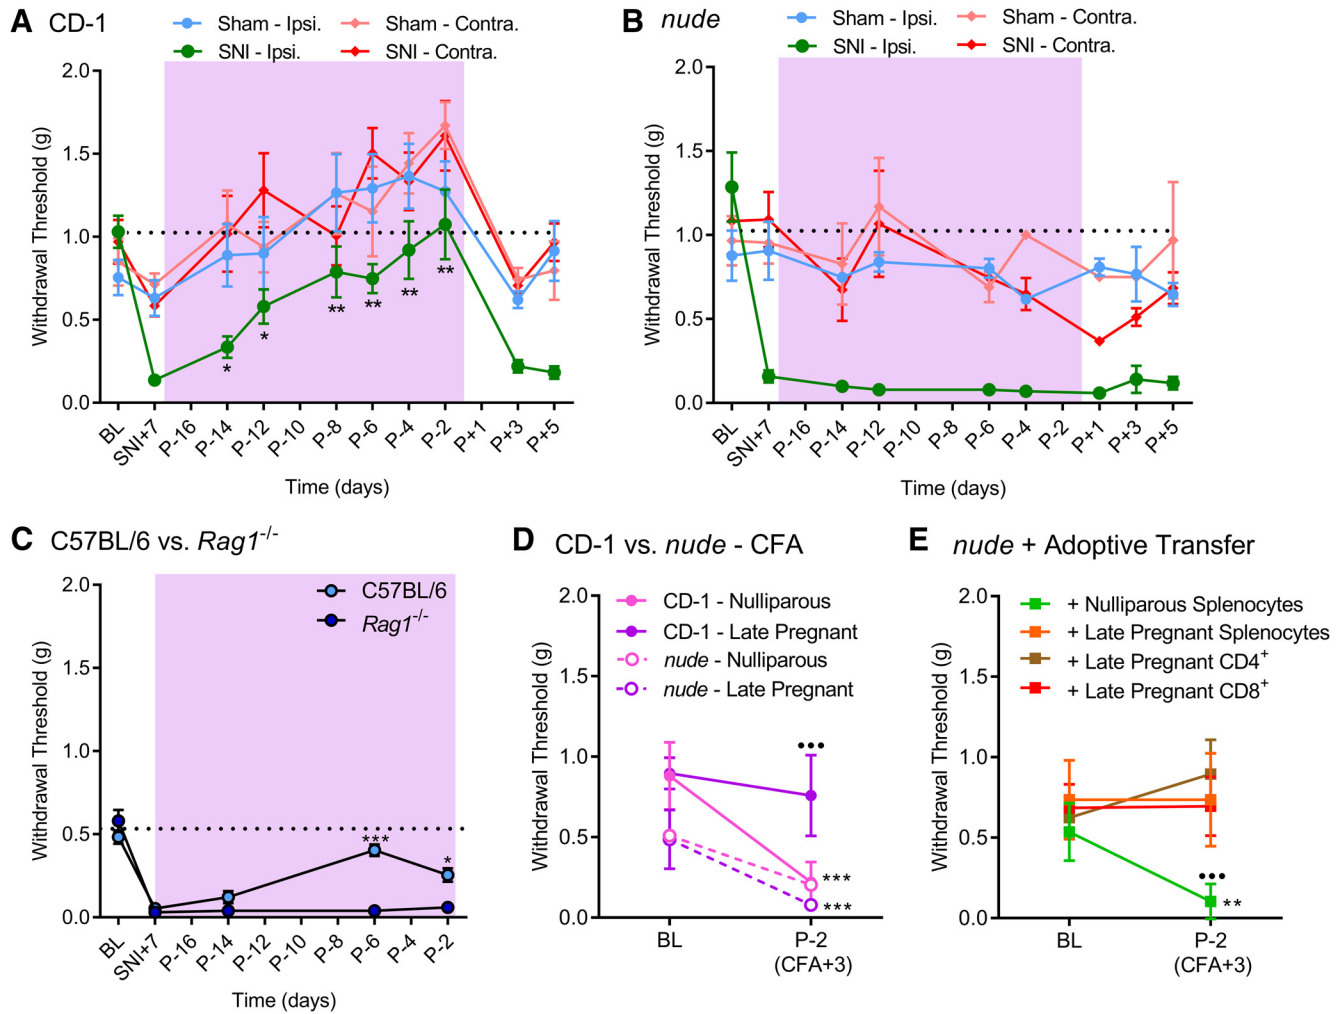 A CD-1
Sham - Ipsi.
Sham - Contra.
SNI - Ipsi.
SNI - Contra.
Withdrawal Threshold (g)
2.0
1.5
1.0
0.5
0.0
* * ** ** ** **
BL SNI+7 P-16 P-14 P-12 P-10 P-8 P-6 P-4 P-2 P+1 P+3 P+5
Time (days)
B nude
Sham - Ipsi.
Sham - Contra.
SNI - Ipsi.
SNI - Contra.
Withdrawal Threshold (g)
2.0
1.5
1.0
0.5
0.0
BL SNI+7 P-16 P-14 P-12 P-10 P-8 P-6 P-4 P-2 P+1 P+3 P+5
Time (days)
C C57BL/6 vs. Rag1-/-
C57BL/6
Rag1-/-
Withdrawal Threshold (g)
2.0
1.5
1.0
0.5
0.0
*** *
BL SNI+7 P-16 P-14 P-12 P-10 P-8 P-6 P-4 P-2
Time (days)
D CD-1 vs. nude - CFA
CD-1 - Nulliparous
CD-1 - Late Pregnant
nude - Nulliparous
nude - Late Pregnant
Withdrawal Threshold (g)
2.0
1.5
1.0
0.5
0.0
•••
***
***
BL P-2
(CFA+3)
E nude + Adoptive Transfer
+ Nulliparous Splenocytes
+ Late Pregnant Splenocytes
+ Late Pregnant CD4+
+ Late Pregnant CD8+
Withdrawal Threshold (g)
2.0
1.5
1.0
0.5
0.0
•••
**
BL P-2
(CFA+3)